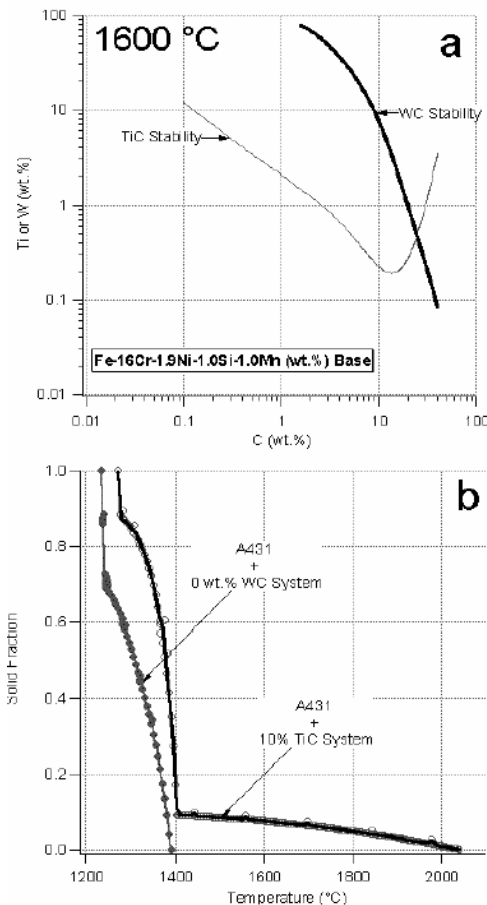 100
1600 °C
a
WC Stability
10
TiC Stability
Ti or W (wt.%)
1
0.1
Fe-16Cr-1.9Ni-1.0Si-1.0Mn (wt.%) Base
0.01
0.01
0.1
1
10
100
C (wt.%)
1.0
b
A431
+
0 wt.% WC System
0.8
0.6
Solid Fraction
0.4
A431
+
10% TiC System
0.2
0.0
1200
1400
1600
1800
2000
Temperature (°C)